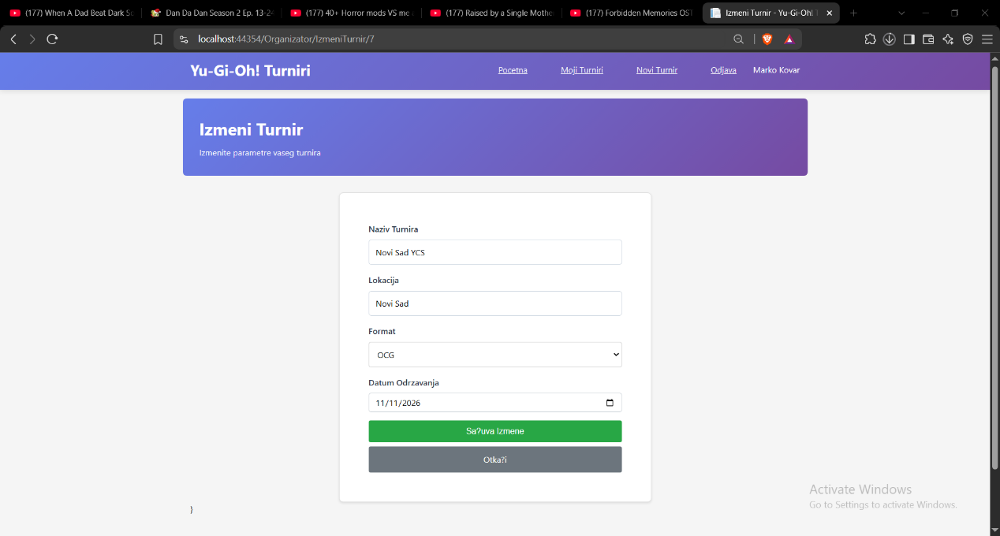 (177) When A Dad Beat Dark So
Dan Da Dan Season 2 Ep. 13-24
(177) 40+ Horror mods VS me a
(177) Raised by a Single Mothe
(177) Forbidden Memories OST
Izmeni Turnir - Yu-Gi-Oh! T
localhost:44354/Organizator/IzmeniTurnir/7
Yu-Gi-Oh! Turniri
Pocetna
Moji Turniri
Novi Turnir
Odjava
Marko Kovar
Izmeni Turnir
Izmenite parametre vaseg turnira
Naziv Turnira
Novi Sad YCS
Lokacija
Novi Sad
Format
OCG
Datum Odrzavanja
11/11/2026
Sa?uva Izmene
Otka?i
}
Activate Windows
Go to Settings to activate Windows.